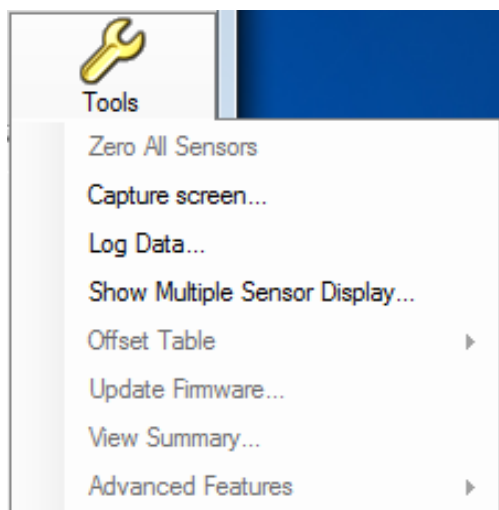 Tools
Zero All Sensors
Capture screen...
Log Data...
Show Multiple Sensor Display...
Offset Table
Update Firmware...
View Summary...
Advanced Features